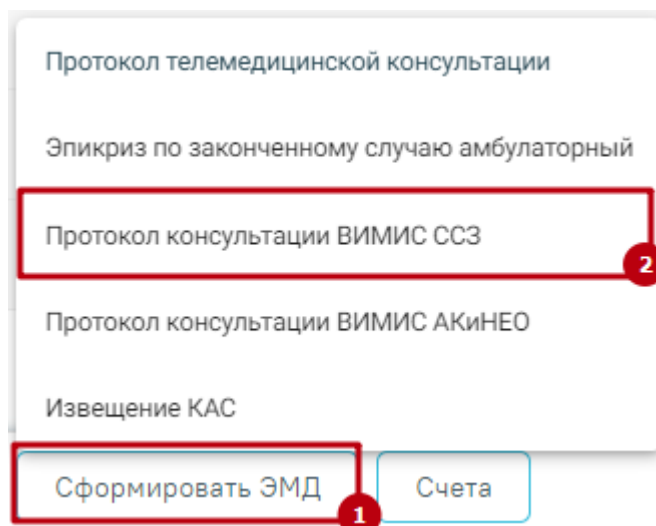 Протокол телемедицинской консультации
Эпикриз по законченному случаю амбулаторный
Протокол консультации ВИМИС ССЗ
2
Протокол консультации ВИМИС АКиНЕО
Извещение КАС
Сформировать ЭМД
1
Счета